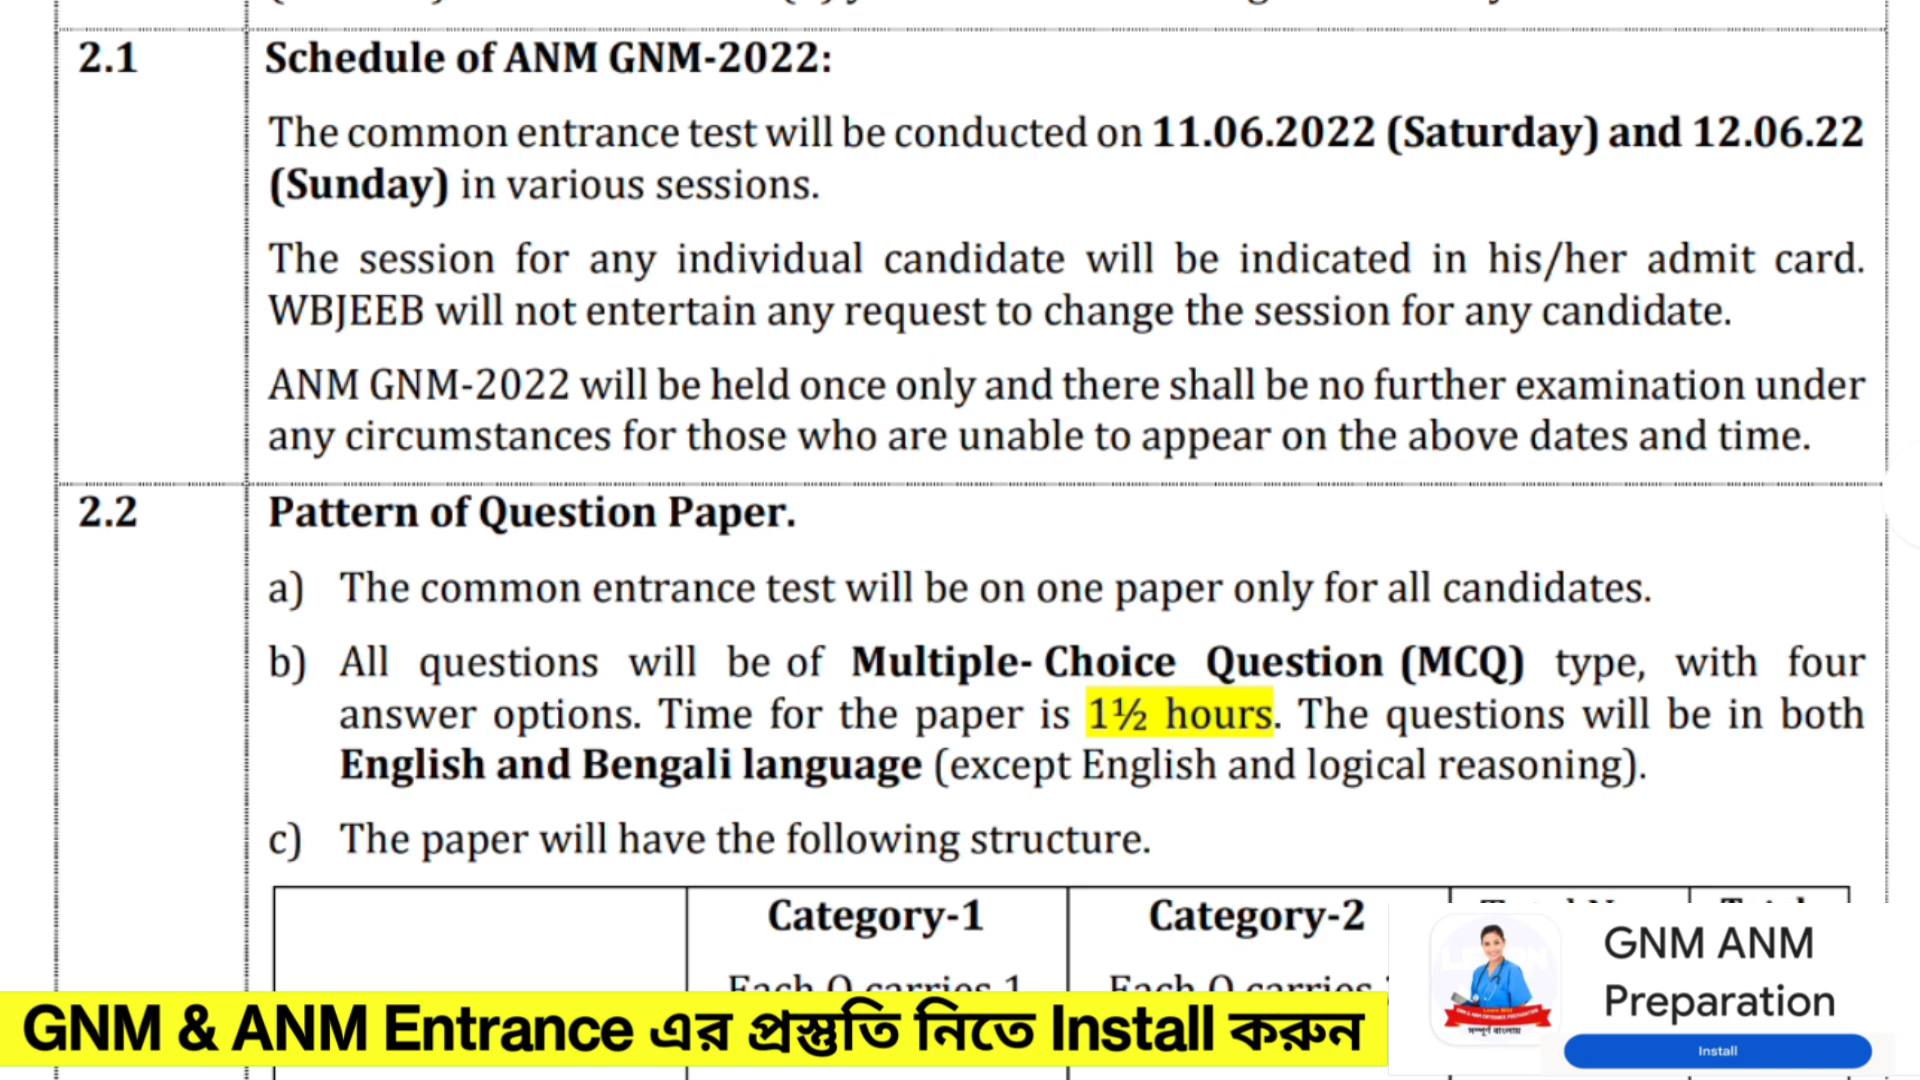 2.1
Schedule of ANM GNM-2022:
The common entrance test will be conducted on 11.06.2022 (Saturday) and 12.06.22
(Sunday) in various sessions.
The session for any individual candidate will be indicated in his/her admit card.
WBJEEB will not entertain any request to change the session for any candidate.
ANM GNM-2022 will be held once only and there shall be no further examination under
any circumstances for those who are unable to appear on the above dates and time.
2.2
Pattern of Question Paper.
a) The common entrance test will be on one paper only for all candidates.
b) All questions will be of Multiple- Choice Question (MCQ) type, with four
answer options. Time for the paper is 1½ hours. The questions will be in both
English and Bengali language (except English and logical reasoning).
c) The paper will have the following structure.
Category-1 Category-2
Each Q carries 1 Each Q carries
GNM & ANM Entrance এর প্রস্তুতি নিতে Install করুন
সম্পূর্ণ বাংলায়
GNM ANM
Preparation
Install